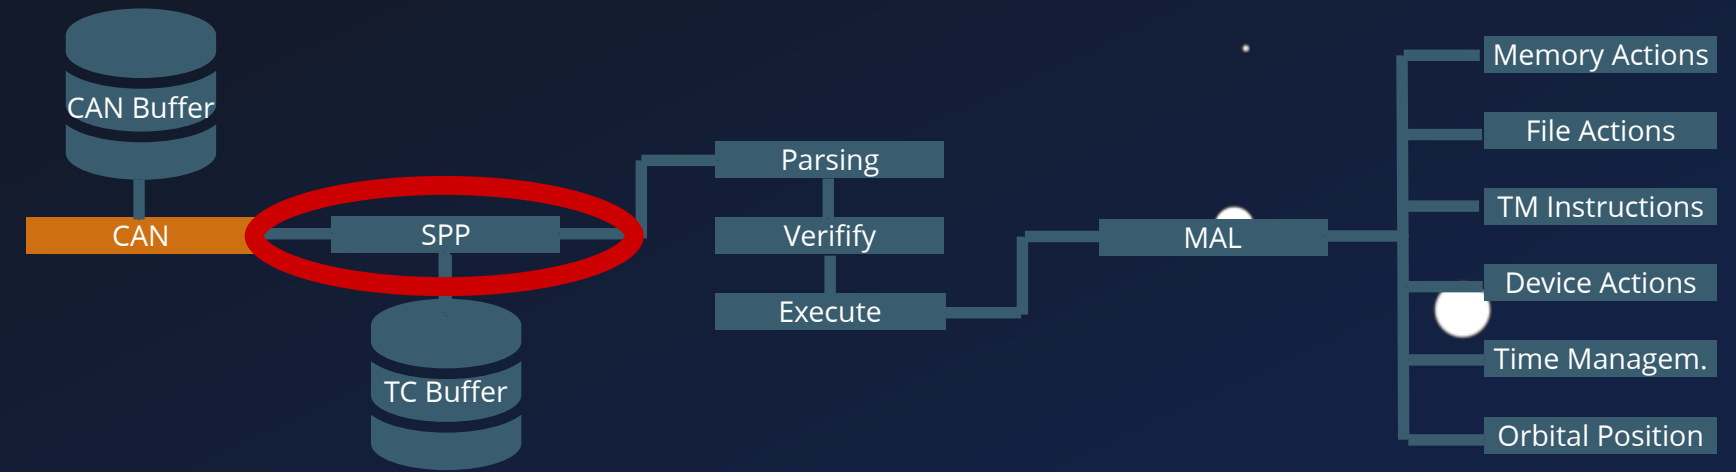 CAN Buffer
CAN
SPP
TC Buffer
Parsing
Verifify
Execute
MAL
Memory Actions
File Actions
TM Instructions
Device Actions
Time Managem.
Orbital Position